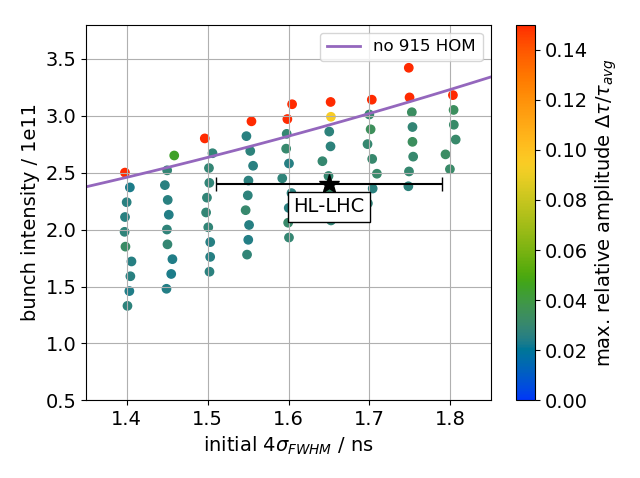 no 915 HOM
3.5
3.0
2.5
2.0
1.5
1.0
0.5
bunch intensity / 1e11
HL-LHC
1.4 1.5 1.6 1.7 1.8
initial 4σ_FWHM / ns
0.14
0.12
0.10
0.08
0.06
0.04
0.02
0.00
max. relative amplitude Δτ/τ_avg